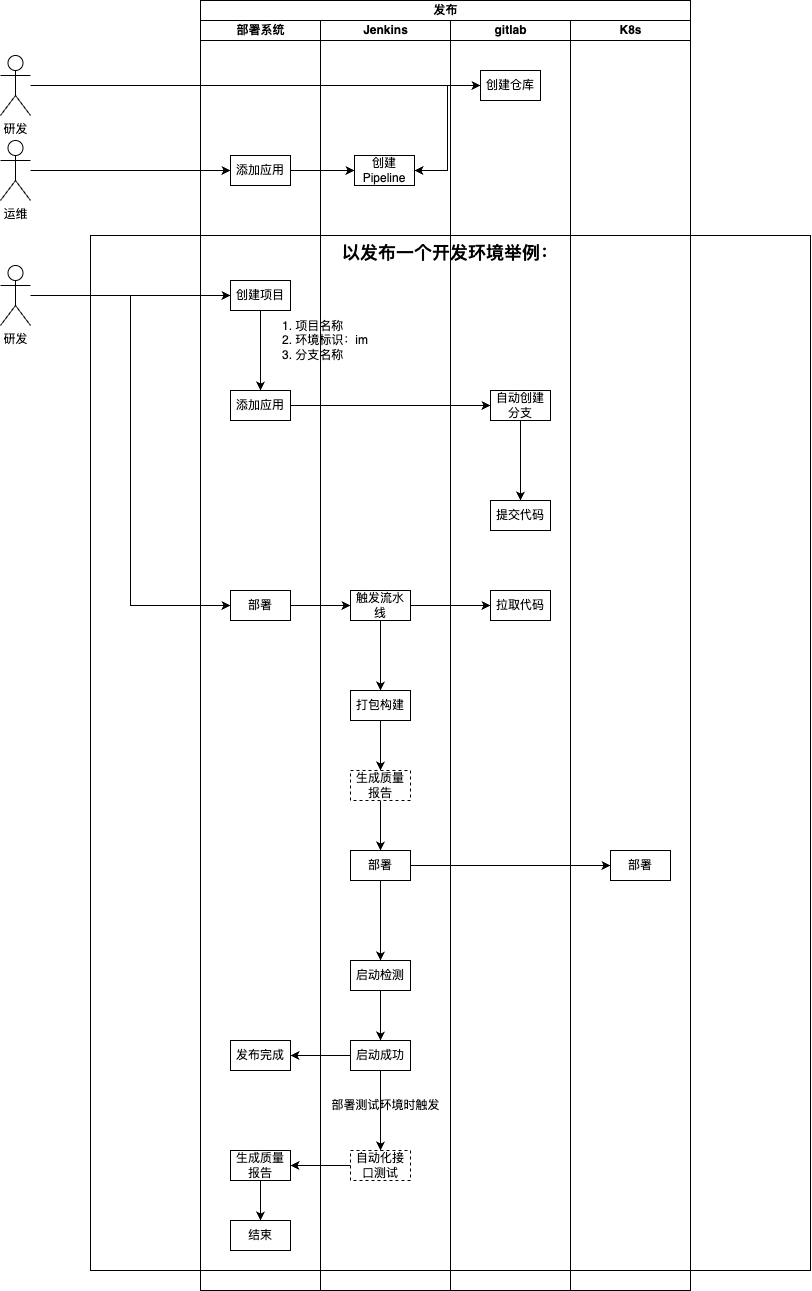 发布
部署系统
Jenkins
gitlab
K8s
研发
创建仓库
运维
添加应用
创建
Pipeline
以发布一个开发环境举例：
研发
创建项目
1. 项目名称
2. 环境标识：im
3. 分支名称
添加应用
自动创建
分支
提交代码
部署
触发流水
线
拉取代码
打包构建
生成质量
报告
部署
部署
启动检测
发布完成
启动成功
部署测试环境时触发
生成质量
报告
自动化接
口测试
结束